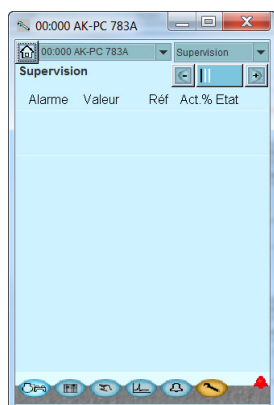 00:000 AK-PC 783A
00:000 AK-PC 783A Supervision
Supervision
Alarme Valeur Réf Act.% Etat